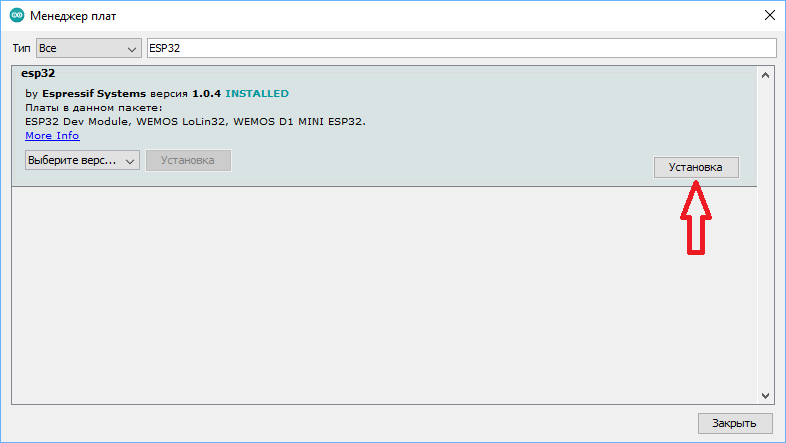 Менеджер плат
Тип Все ESP32
esp32
by Espressif Systems версия 1.0.4 INSTALLED
Платы в данном пакете:
ESP32 Dev Module, WEMOS LoLin32, WEMOS D1 MINI ESP32.
More Info
Выберите верс... Установка
Установка
Закрыть